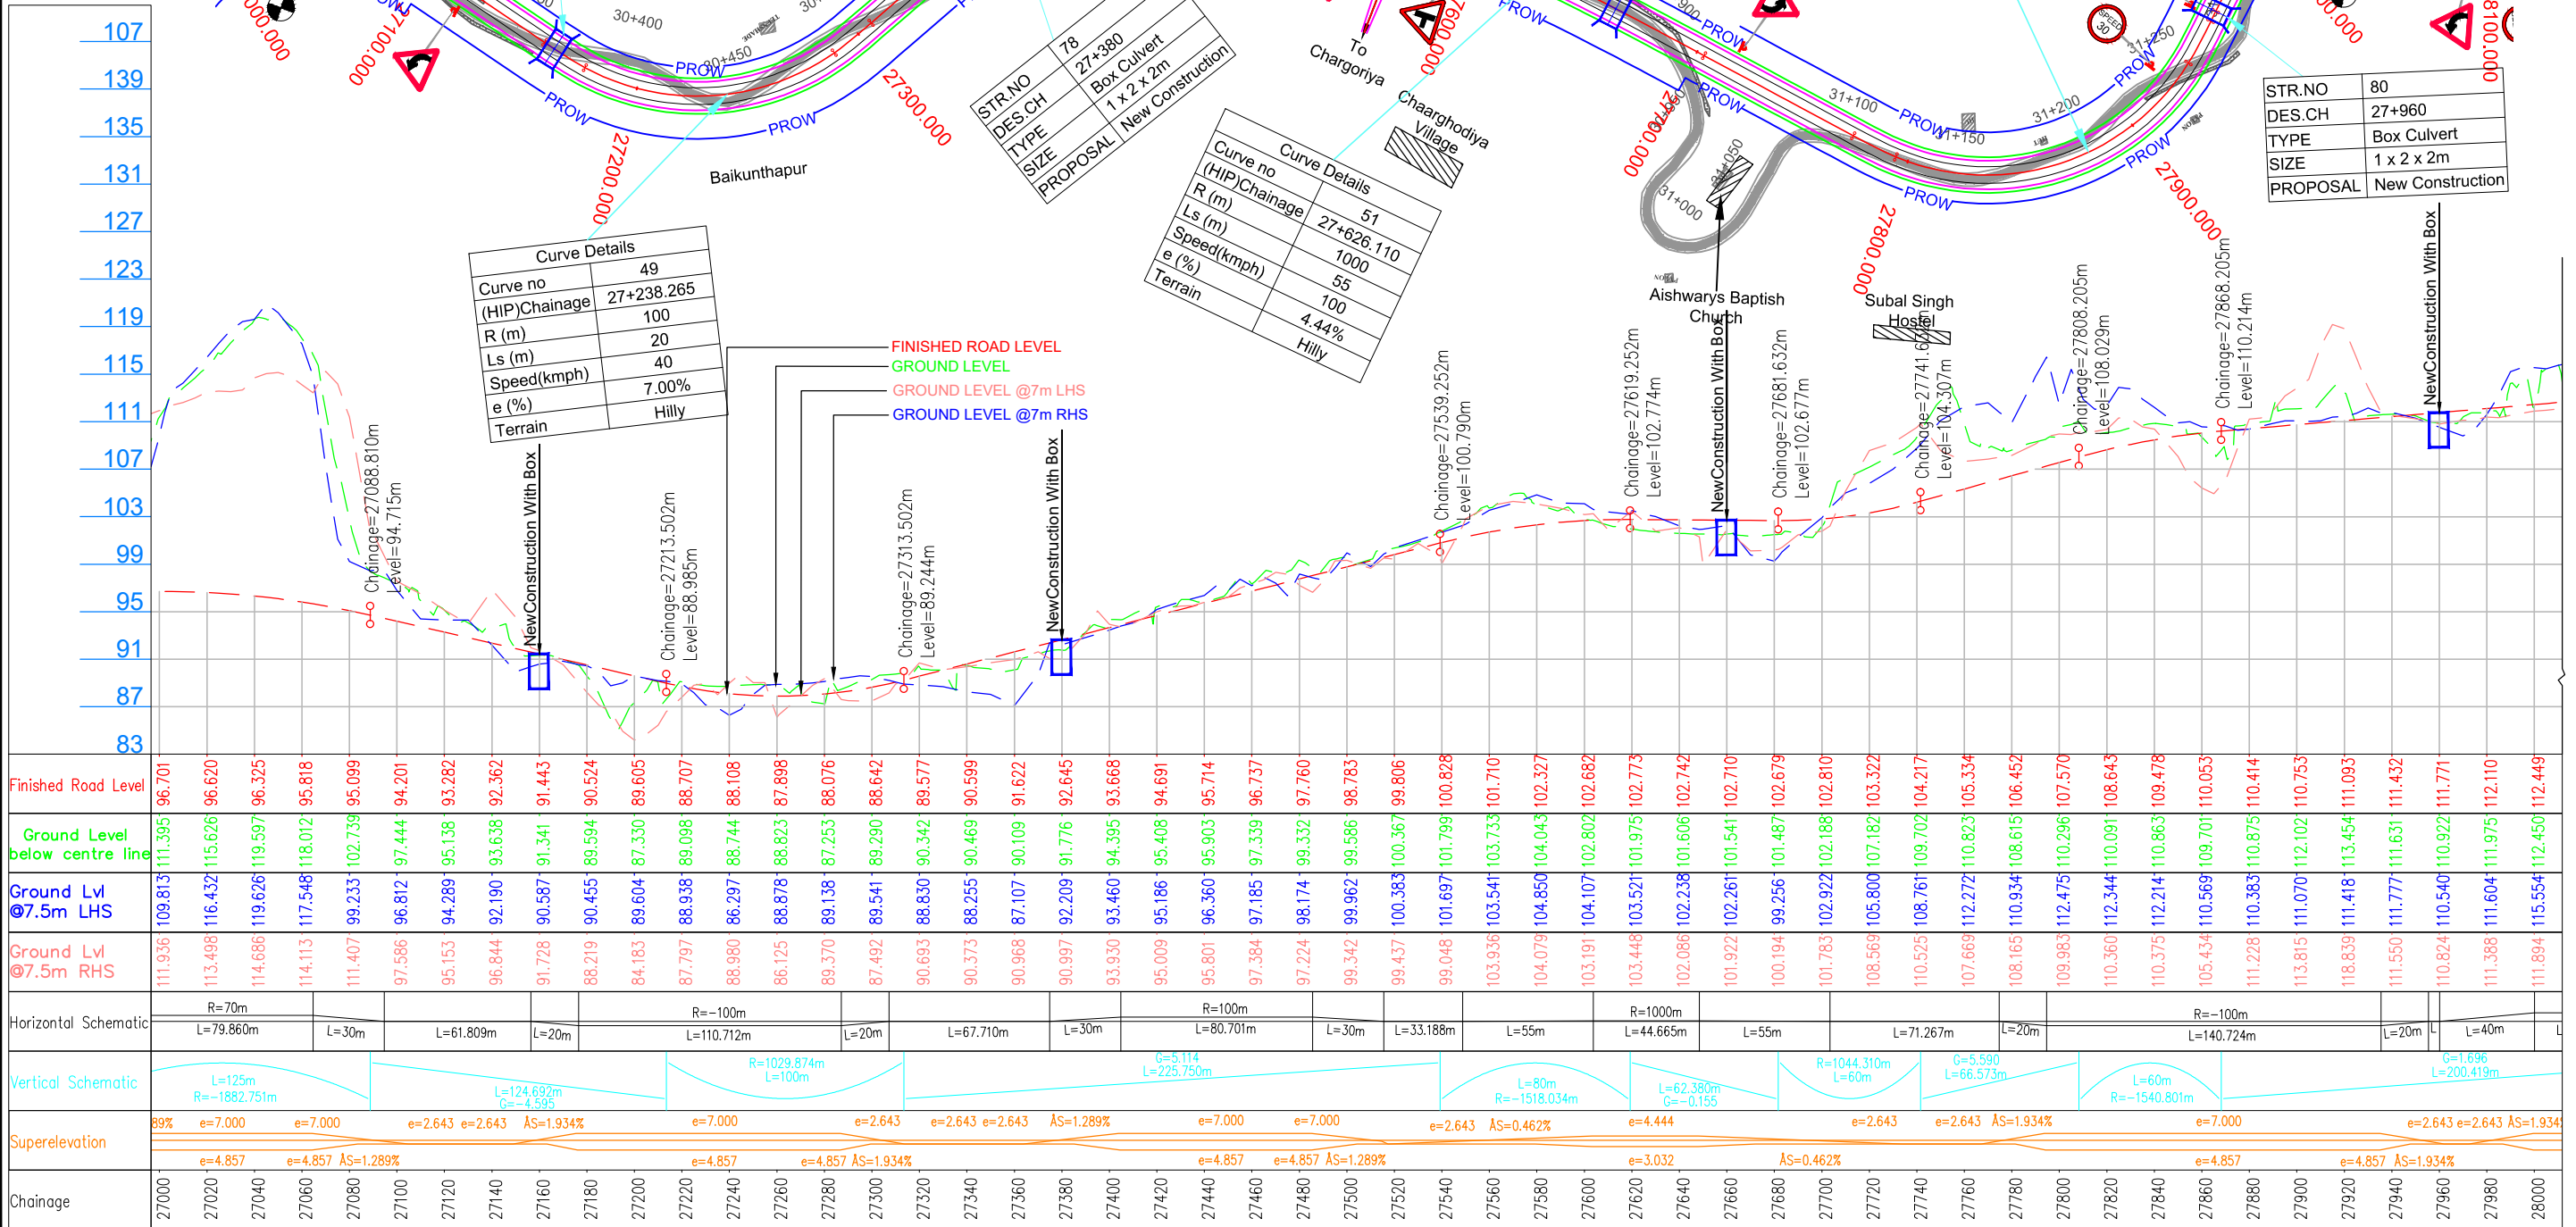 27100.000
30+400
30+450
PROW
PROW
PROW
27200.000
27300.000
Baikunthapur
STR.NO 78
DES.CH 27+380
TYPE Box Culvert
SIZE 1 x 2 x 2m
PROPOSAL New Construction
To
Chargoriya
Chaarghodiya
Village
PROW
PROW
PROW
31+000
31+050
31+100
31+150
31+200
31+250
PROW
PROW
PROW
PROW
SPEED
30
27800.000
27900.000
28100.000
STR.NO 80
DES.CH 27+960
TYPE Box Culvert
SIZE 1 x 2 x 2m
PROPOSAL New Construction
Curve Details
Curve no 49
(HIP)Chainage 27+238.265
R (m) 100
Ls (m) 20
Speed(kmph) 40
e (%) 7.00%
Terrain Hilly
Curve Details
Curve no 51
(HIP)Chainage 27+626.110
R (m) 1000
Ls (m) 55
Speed(kmph) 100
e (%) 4.44%
Terrain Hilly
Aishwarys Baptish
Church
Subal Singh
Hostel
FINISHED ROAD LEVEL
GROUND LEVEL
GROUND LEVEL @7m LHS
GROUND LEVEL @7m RHS
107
139
135
131
127
123
119
115
111
107
103
99
95
91
87
83
Chainage=27088.810m
Level=94.715m
NewConstruction With Box
Chainage=27213.502m
Level=88.985m
Chainage=27313.502m
Level=89.244m
NewConstruction With Box
Chainage=27539.252m
Level=100.790m
Chainage=27619.252m
Level=102.774m
NewConstruction With Box
Chainage=27681.632m
Level=102.677m
Level=104.307m
Chainage=27808.205m
Level=108.029m
Chainage=27868.205m
Level=110.214m
NewConstruction With Box
Finished Road Level 96.701 96.620 96.325 95.818 95.099 94.201 93.282 92.362 91.443 90.524 89.605 88.707 88.108 87.898 88.076 88.642 89.577 90.599 91.622 92.645 93.668 94.691 95.714 96.737 97.760 98.783 99.806 100.828 101.710 102.327 102.682 102.773 102.742 102.710 102.679 102.810 103.322 104.217 105.334 106.452 107.570 108.643 109.478 110.053 110.414 110.753 111.093 111.432 111.771 112.110 112.449
Ground Level
below centre line 111.395 115.626 119.597 118.012 102.739 97.444 95.138 93.638 91.341 89.594 87.330 89.098 88.744 88.823 87.253 89.290 90.342 90.469 90.109 91.776 94.395 95.408 95.903 97.339 99.332 99.586 100.367 101.799 103.733 104.043 102.802 101.975 101.606 101.541 101.487 102.188 107.182 109.702 110.823 108.615 110.296 110.091 110.863 109.701 110.875 112.102 113.454 111.631 110.922 111.975 112.450
Ground Lvl
@7.5m LHS 109.813 116.432 119.626 117.548 99.233 96.812 94.289 92.190 90.587 90.455 89.604 88.938 86.297 88.878 89.138 89.541 88.830 88.255 87.107 92.209 93.460 95.186 96.360 97.185 98.174 99.962 100.383 101.697 103.541 104.850 104.107 103.521 102.238 102.261 99.256 102.922 105.800 108.761 112.272 110.934 112.475 112.344 112.214 110.569 110.383 111.070 111.418 111.777 110.540 111.604 115.554
Ground Lvl
@7.5m RHS 111.936 113.498 114.686 114.113 111.407 97.586 95.153 96.844 91.728 88.219 84.183 87.797 88.980 86.125 89.370 87.492 90.693 90.373 90.968 90.997 93.930 95.009 95.801 97.384 97.224 99.342 99.437 99.048 103.936 104.079 103.191 103.448 102.086 101.922 100.194 101.783 108.569 110.525 107.669 108.165 109.983 110.360 110.375 105.434 111.228 113.815 118.839 111.550 110.824 111.388 111.894
R=70m R=-100m R=100m R=1000m R=-100m
Horizontal Schematic
L=79.860m L=30m L=61.809m L=20m L=110.712m L=20m L=67.710m L=30m L=80.701m L=30m L=33.188m L=55m L=44.665m L=55m L=71.267m L=20m L=140.724m L=20m L L=40m L
Vertical Schematic
L=125m
R=-1882.751m
L=124.692m
G=-4.595
R=1029.874m
L=100m
G=5.114
L=225.750m
L=80m
R=-1518.034m
L=62.380m
G=-0.155
R=1044.310m
L=60m
G=5.590
L=66.573m
L=60m
R=-1540.801m
G=1.696
L=200.419m
Superelevation
89% e=7.000 e=7.000 e=2.643 e=2.643 ÅS=1.934% e=7.000 e=2.643 e=2.643 e=2.643 ÅS=1.289% e=7.000 e=7.000 e=2.643 ÅS=0.462% e=4.444 e=2.643 e=2.643 ÅS=1.934% e=7.000 e=2.643 e=2.643 ÅS=1.934
e=4.857 e=4.857 ÅS=1.289% e=4.857 e=4.857 ÅS=1.934% e=4.857 e=4.857 ÅS=1.289% e=3.032 ÅS=0.462% e=4.857 e=4.857 ÅS=1.934%
Chainage 27000 27020 27040 27060 27080 27100 27120 27140 27160 27180 27200 27220 27240 27260 27280 27300 27320 27340 27360 27380 27400 27420 27440 27460 27480 27500 27520 27540 27560 27580 27600 27620 27640 27660 27680 27700 27720 27740 27760 27780 27800 27820 27840 27860 27880 27900 27920 27940 27960 27980 28000